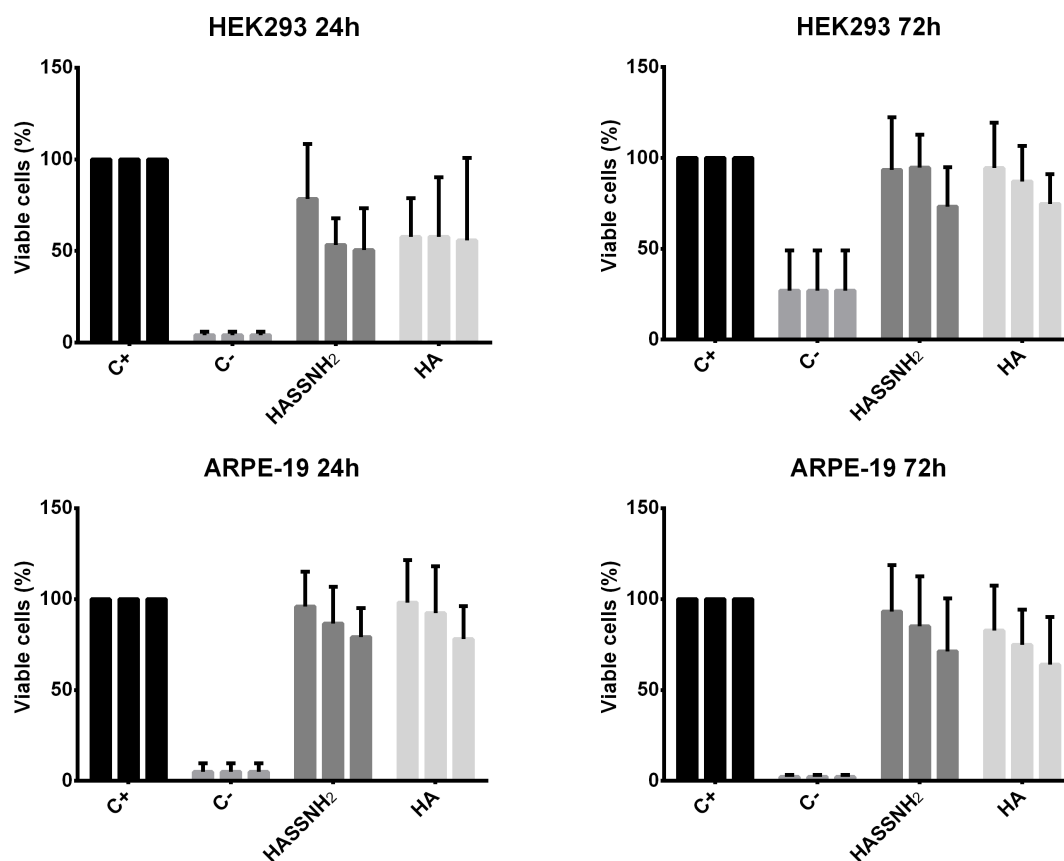 HEK293 24h
Viable cells (%)
150
100
50
0
C+
C-
HASSNH2
HA
HEK293 72h
Viable cells (%)
150
100
50
0
C+
C-
HASSNH2
HA
ARPE-19 24h
Viable cells (%)
150
100
50
0
C+
C-
HASSNH2
HA
ARPE-19 72h
Viable cells (%)
150
100
50
0
C+
C-
HASSNH2
HA